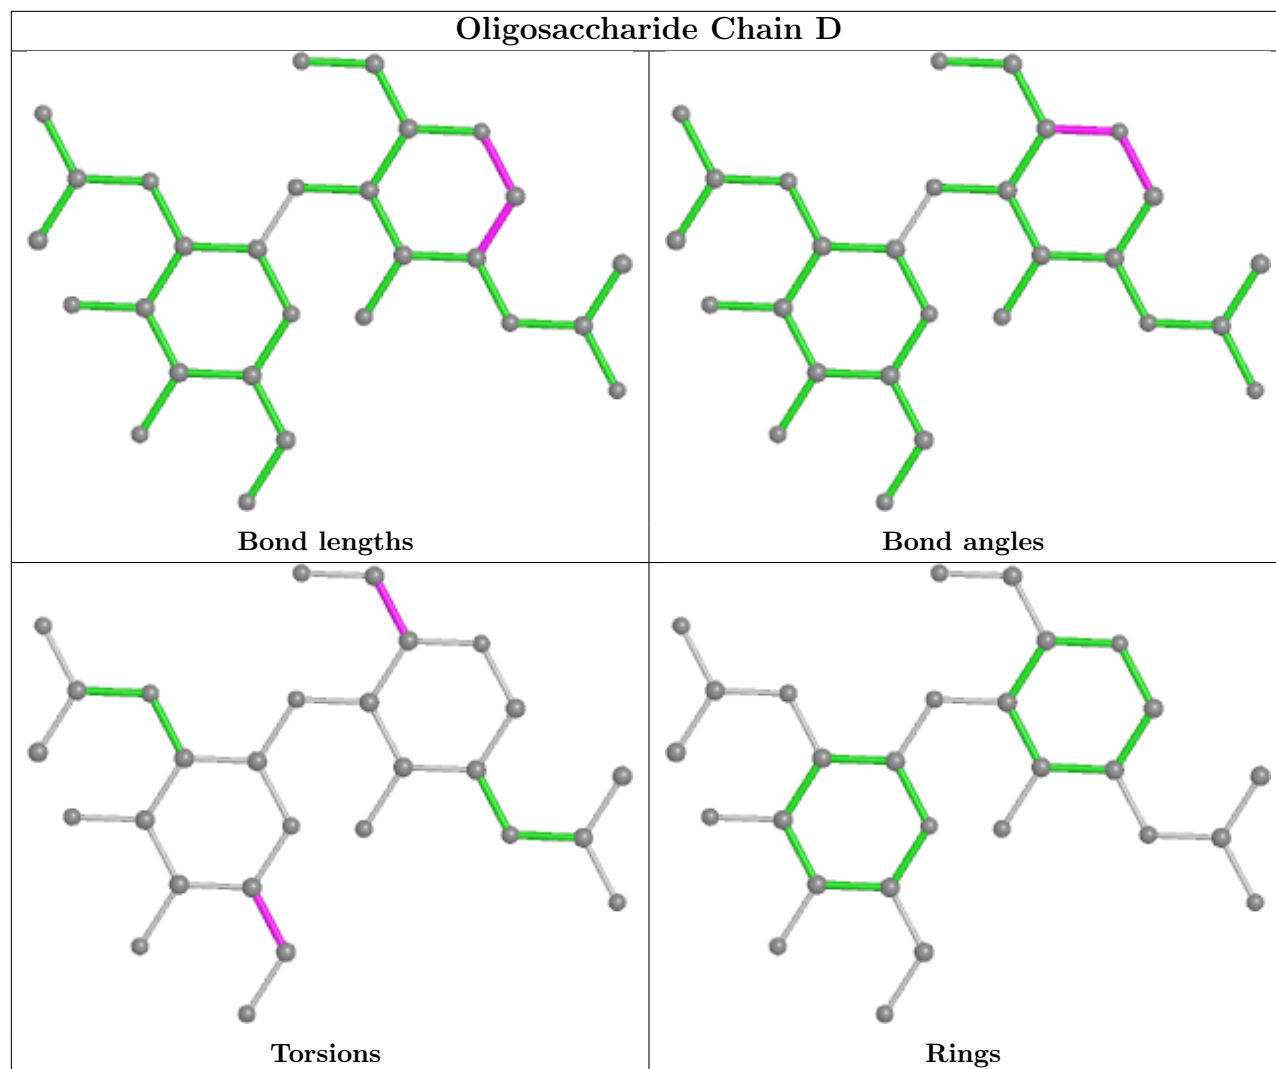 Oligosaccharide Chain D
Bond lengths
Bond angles
Torsions
Rings